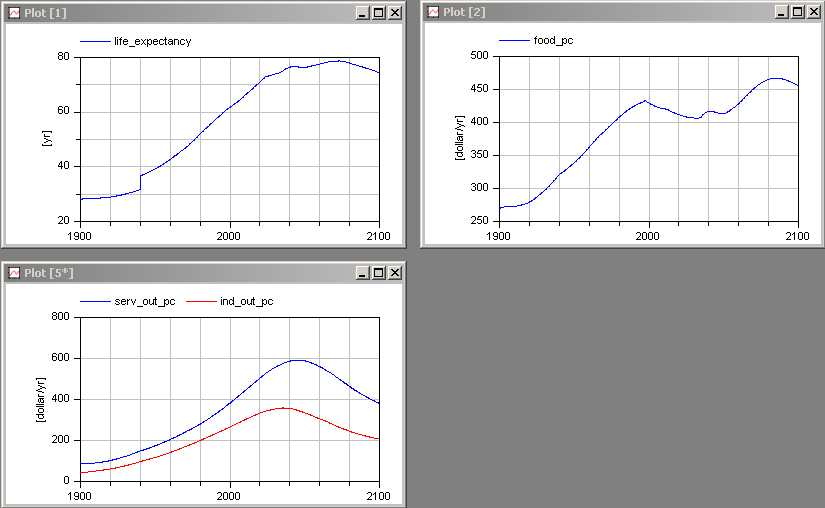 Plot [1]
life_expectancy
80
60
40
20
[yr]
1900 2000 2100
Plot [2]
food_pc
500
450
400
350
300
250
[dollar/yr]
1900 2000 2100
Plot [5*]
serv_out_pc ind_out_pc
800
600
400
200
0
[dollar/yr]
1900 2000 2100